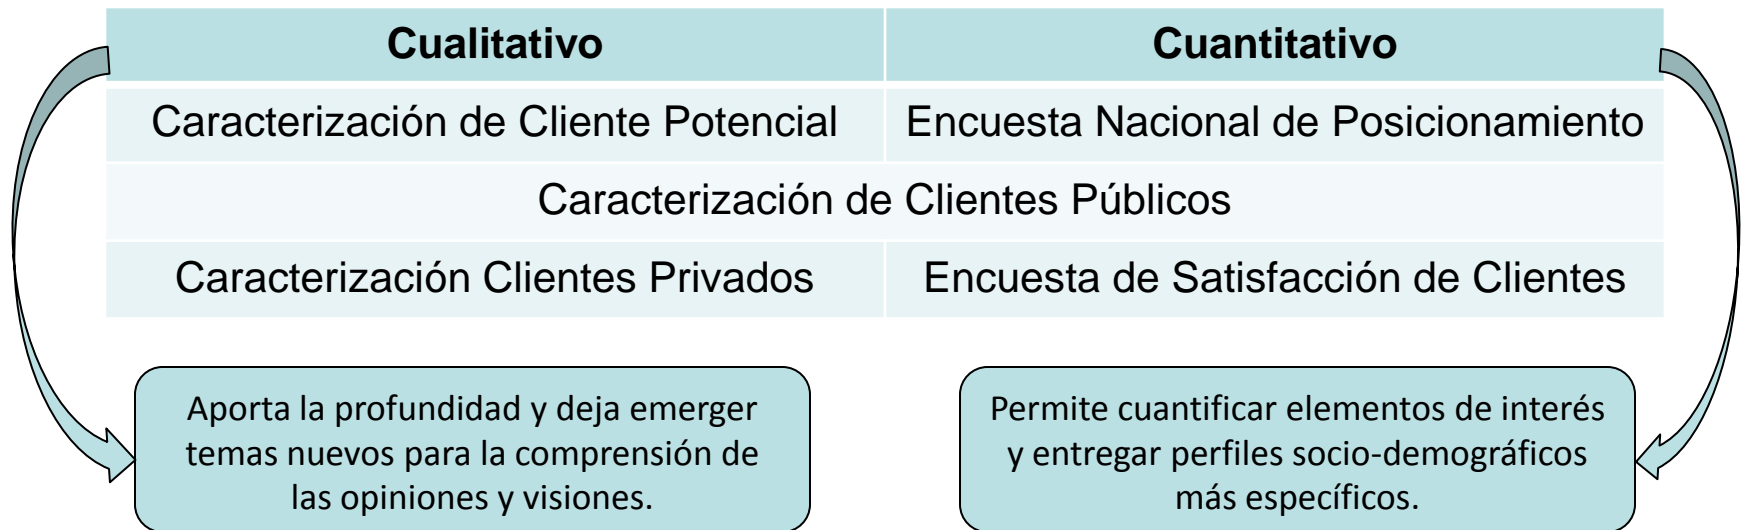 Cualitativo
Cuantitativo
Caracterización de Cliente Potencial
Encuesta Nacional de Posicionamiento
Caracterización de Clientes Públicos
Caracterización Clientes Privados
Encuesta de Satisfacción de Clientes
Aporta la profundidad y deja emerger
temas nuevos para la comprensión de
las opiniones y visiones.
Permite cuantificar elementos de interés
y entregar perfiles socio-demográficos
más específicos.